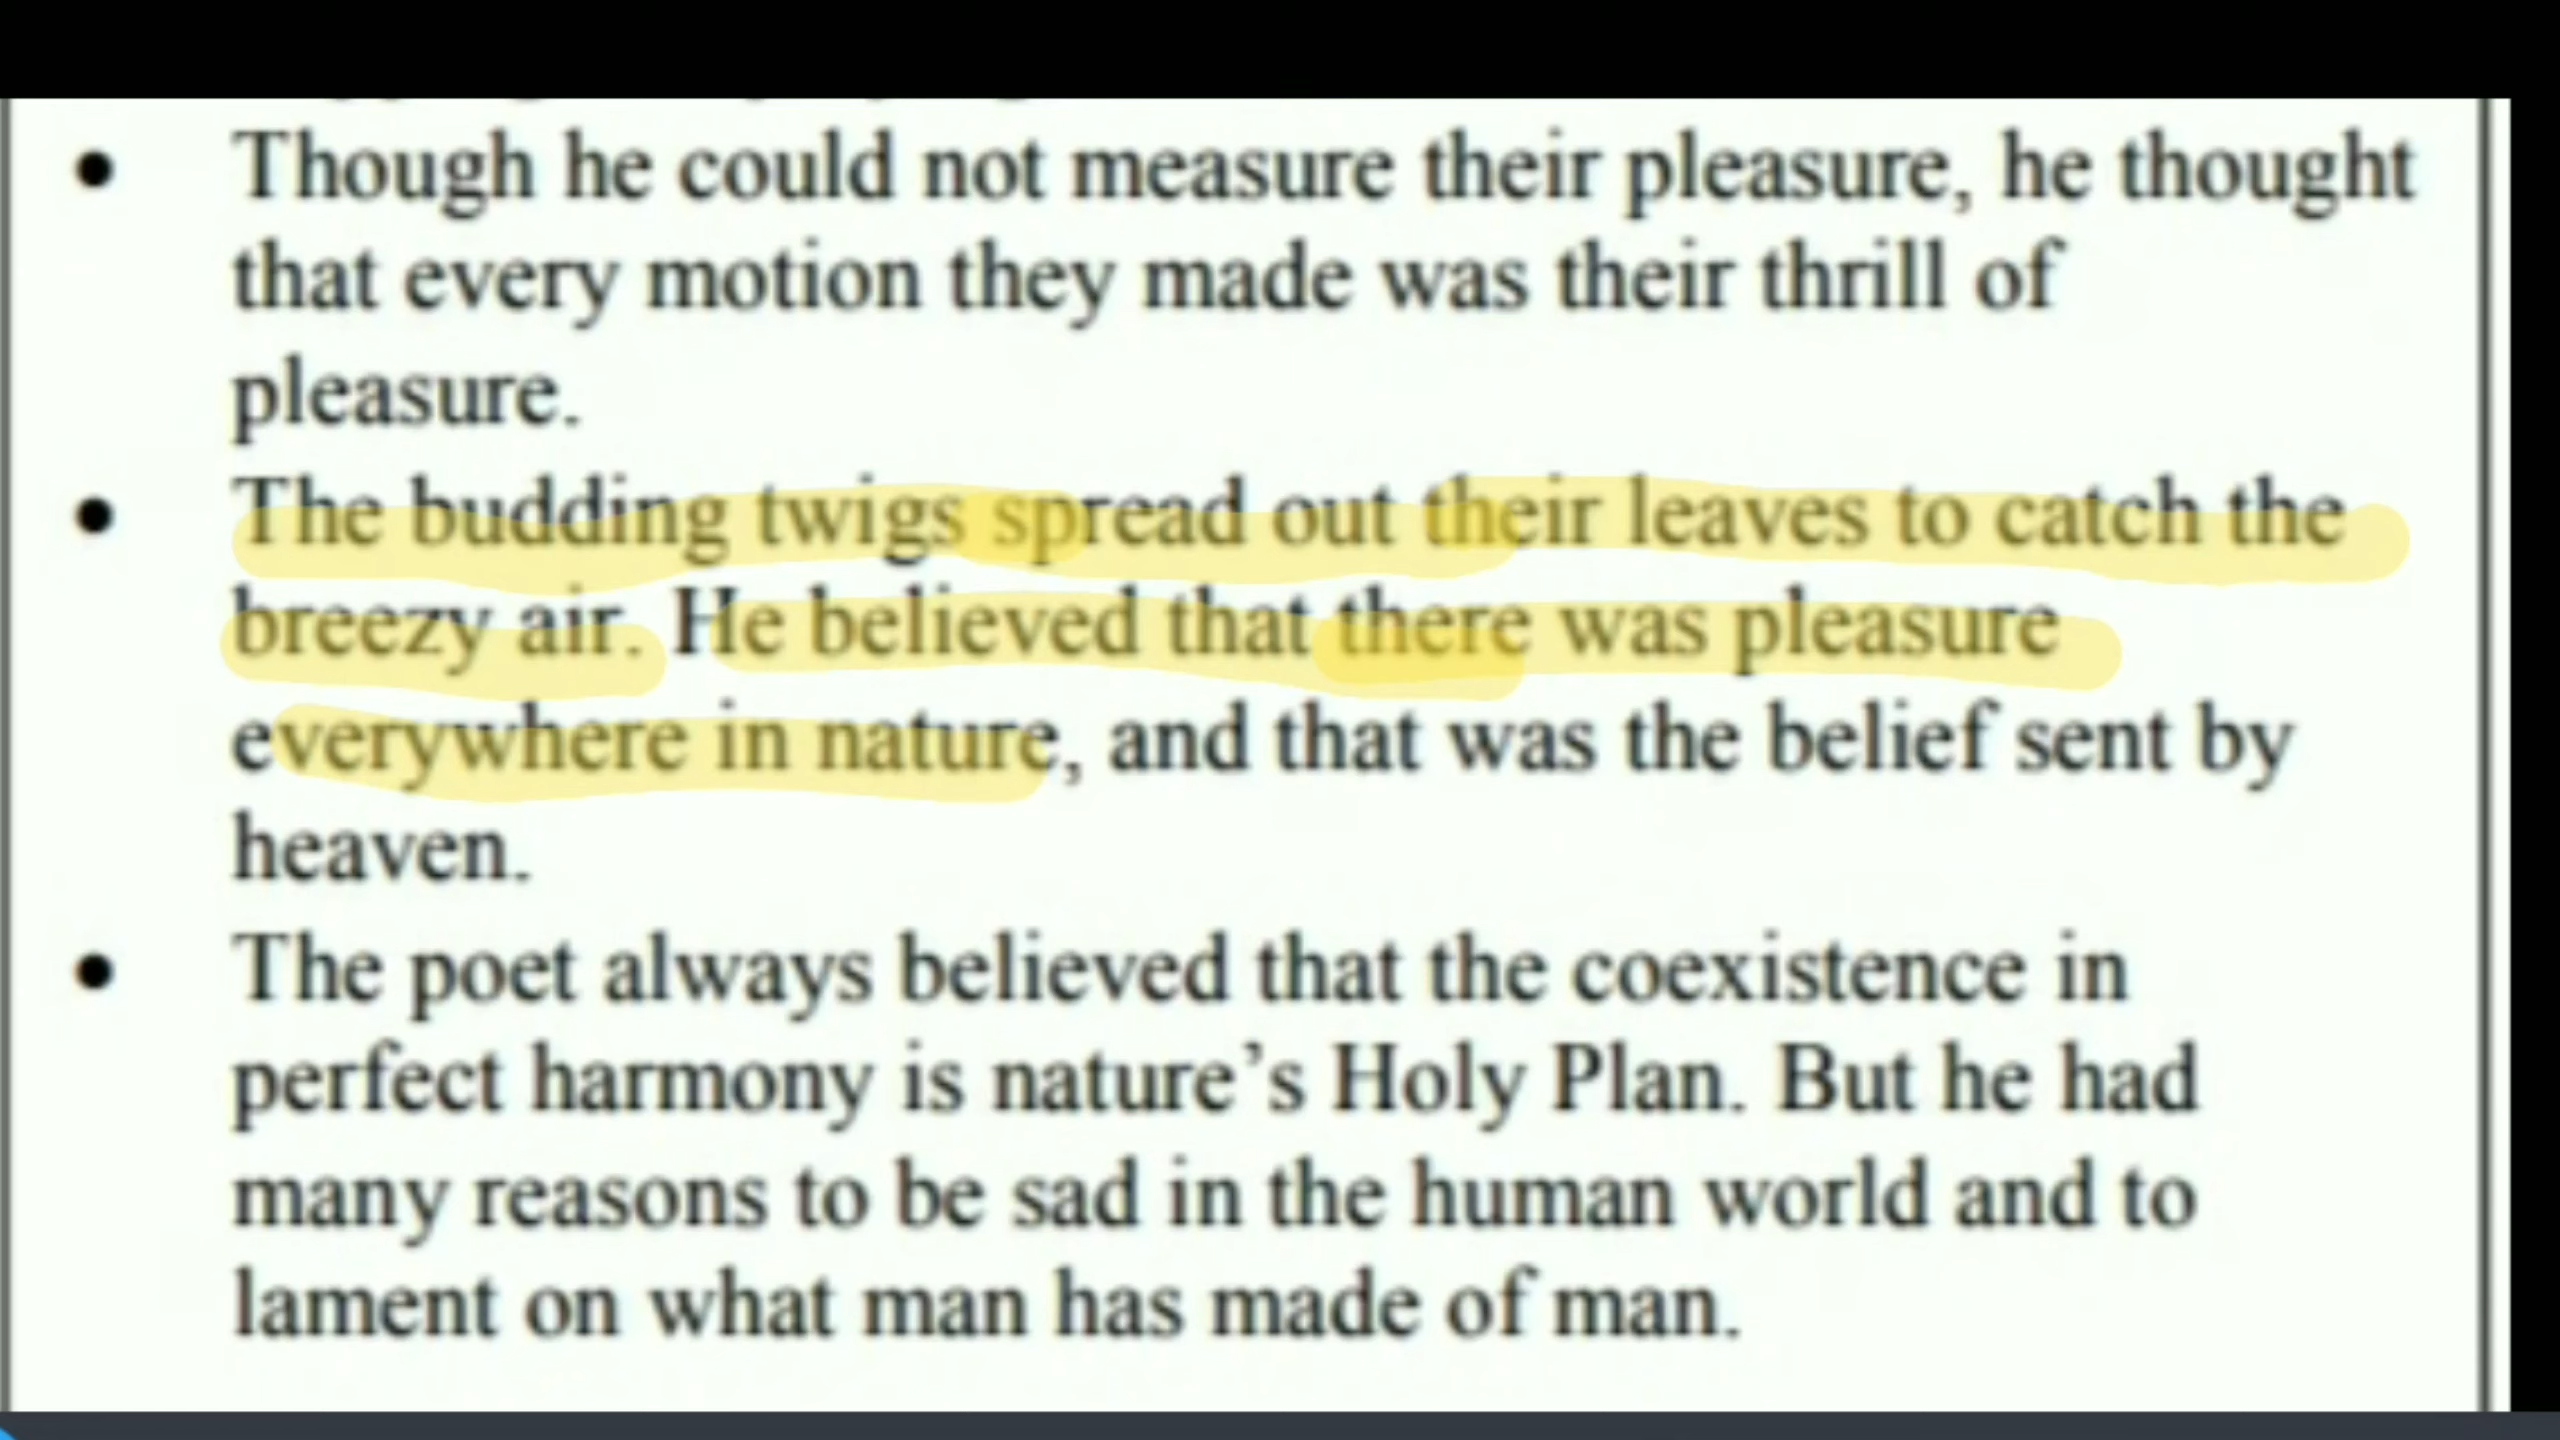 • Though he could not measure their pleasure, he thought
that every motion they made was their thrill of
pleasure.
• The budding twigs spread out their leaves to catch the
breezy air. He believed that there was pleasure
everywhere in nature, and that was the belief sent by
heaven.
• The poet always believed that the coexistence in
perfect harmony is nature’s Holy Plan. But he had
many reasons to be sad in the human world and to
lament on what man has made of man.